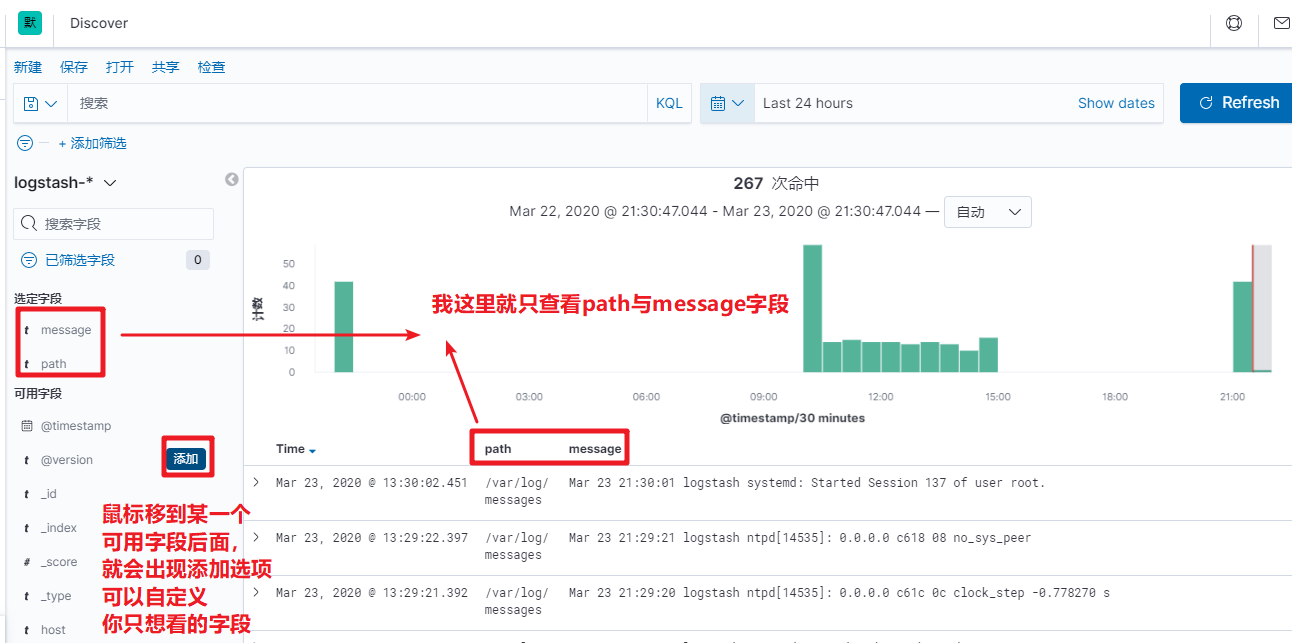 默 Discover
新建 保存 打开 共享 检查
搜索 KQL Last 24 hours Show dates Refresh
+ 添加筛选
logstash-*
搜索字段
已筛选字段 0
选定字段
t message
t path
可用字段
@timestamp
t @version 添加
t _id
t _index
# _score
t _type
t host
鼠标移到某一个
可用字段后面，
就会出现添加选项
可以自定义
你只想看的字段
267 次命中
Mar 22, 2020 @ 21:30:47.044 - Mar 23, 2020 @ 21:30:47.044 — 自动
我这里就只查看path与message字段
计数
50
40
30
20
10
0
00:00 03:00 06:00 09:00 12:00 15:00 18:00 21:00
@timestamp/30 minutes
Time path message
Mar 23, 2020 @ 13:30:02.451 /var/log/ Mar 23 21:30:01 logstash systemd: Started Session 137 of user root.
messages
Mar 23, 2020 @ 13:29:22.397 /var/log/ Mar 23 21:29:21 logstash ntpd[14535]: 0.0.0.0 c618 08 no_sys_peer
messages
Mar 23, 2020 @ 13:29:21.392 /var/log/ Mar 23 21:29:20 logstash ntpd[14535]: 0.0.0.0 c61c 0c clock_step -0.778270 s
messages